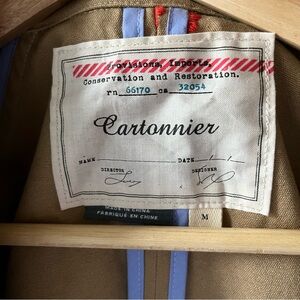 Provisions, Imports,
Conservation and Restoration.
rn 66170 ca 32054
Cartonnier
NAME DATE
DIRECTOR DESIGNER
MADE IN CHINA
FABRIQUÉ EN CHINE
M